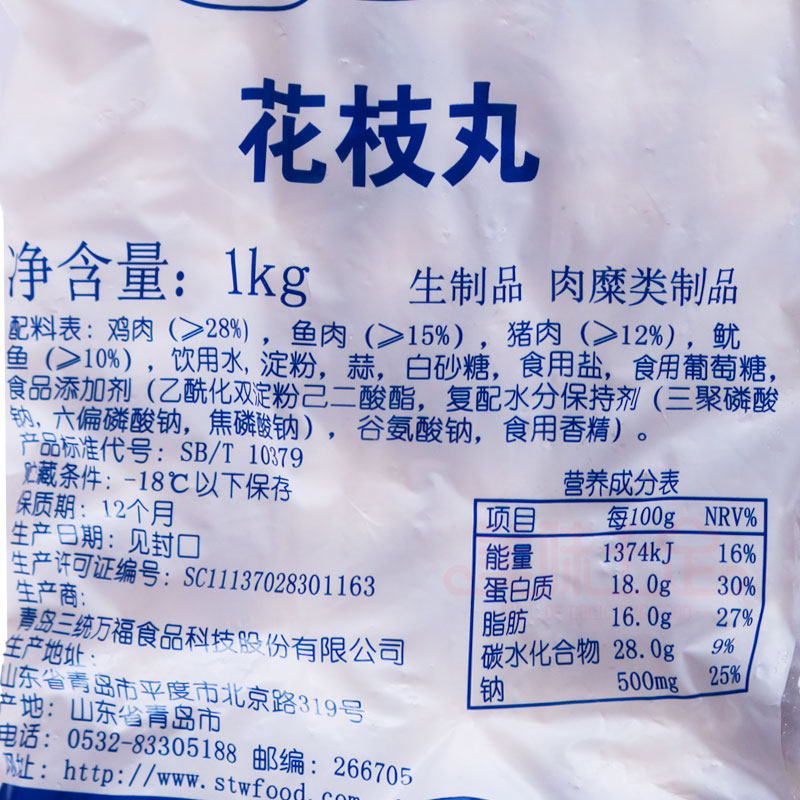 花枝丸
净含量：1kg
生制品 肉糜类制品
配料表：鸡肉（≥28%），鱼肉（≥15%），猪肉（≥12%），鱿
鱼（≥10%），饮用水，淀粉，蒜，白砂糖，食用盐，食用葡萄糖，
食品添加剂（乙酰化双淀粉己二酸酯，复配水分保持剂（三聚磷酸
钠，六偏磷酸钠，焦磷酸钠），谷氨酸钠，食用香精）。
产品标准代号：SB/T 10379
贮藏条件：-18℃以下保存
保质期：12个月
生产日期：见封口
生产许可证编号：SC11137028301163
生产商：
青岛三统万福食品科技股份有限公司
生产地址：
山东省青岛市平度市北京路319号
产地：山东省青岛市
电话：0532-83305188 邮编：266705
网址：http://www.stwfood.com
营养成分表
项目 每100g NRV%
能量 1374kJ 16%
蛋白质 18.0g 30%
脂肪 16.0g 27%
碳水化合物 28.0g 9%
钠 500mg 25%